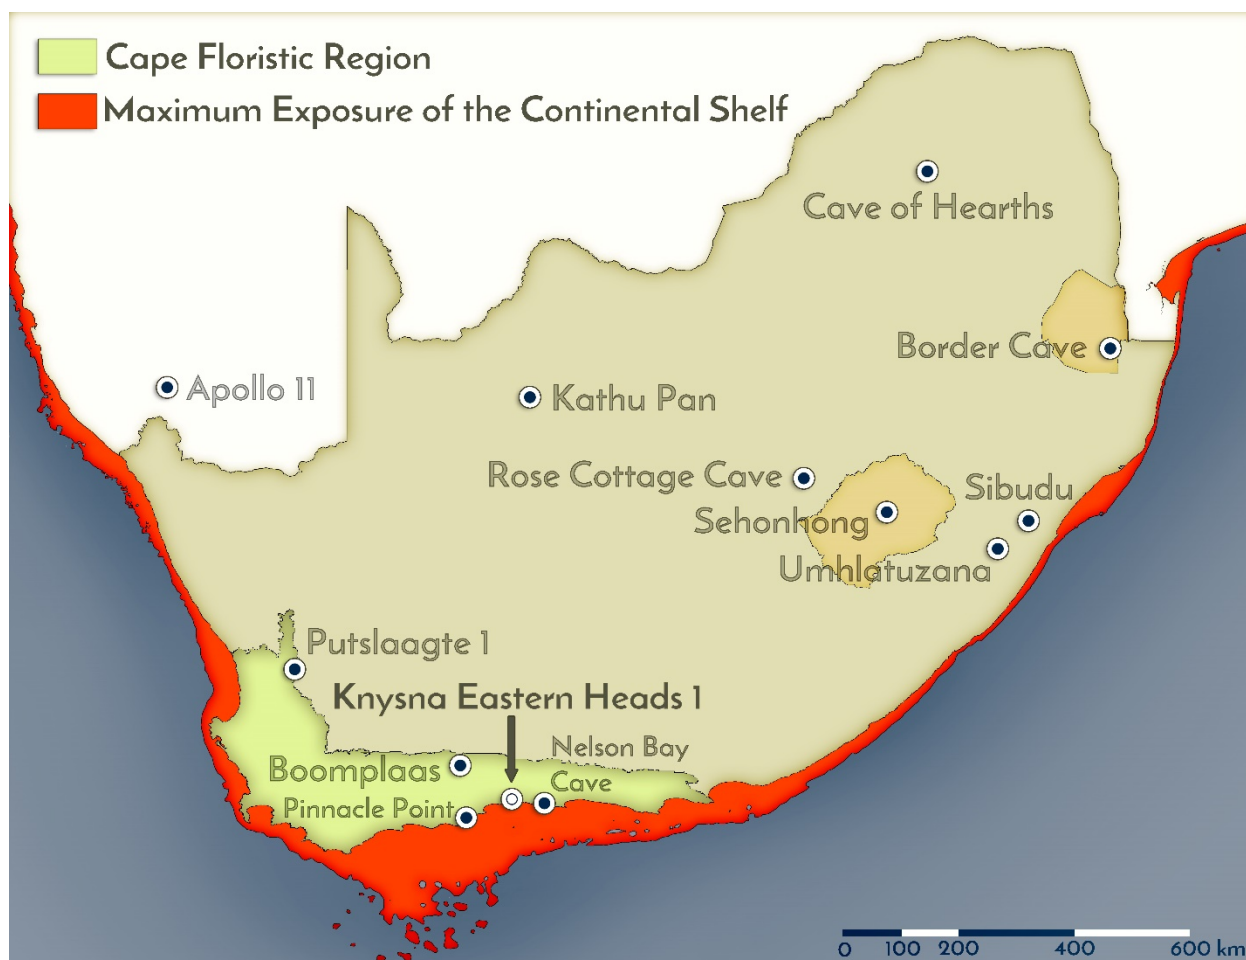 Cape Floristic Region
Maximum Exposure of the Continental Shelf
Cave of Hearths
Border Cave
Apollo 11
Kathu Pan
Rose Cottage Cave
Sibudu
Sehonhong
Umhlatuzana
Putslaagte 1
Knysna Eastern Heads 1
Nelson Bay
Cave
Boomplaas
Pinnacle Point
0 100 200 400 600 km